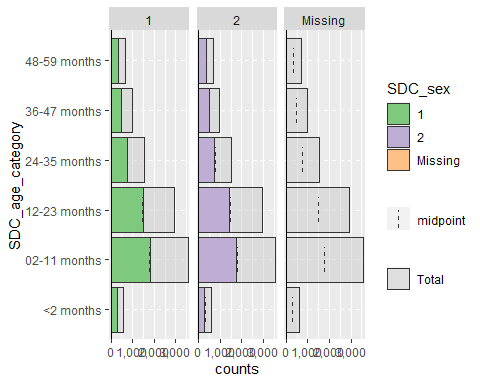 1 2 Missing
SDC_age_category
48-59 months
36-47 months
24-35 months
12-23 months
02-11 months
<2 months
0 1,000 2,000 3,000 0 1,000 2,000 3,000 0 1,000 2,000 3,000
counts
SDC_sex
1
2
Missing
midpoint
Total